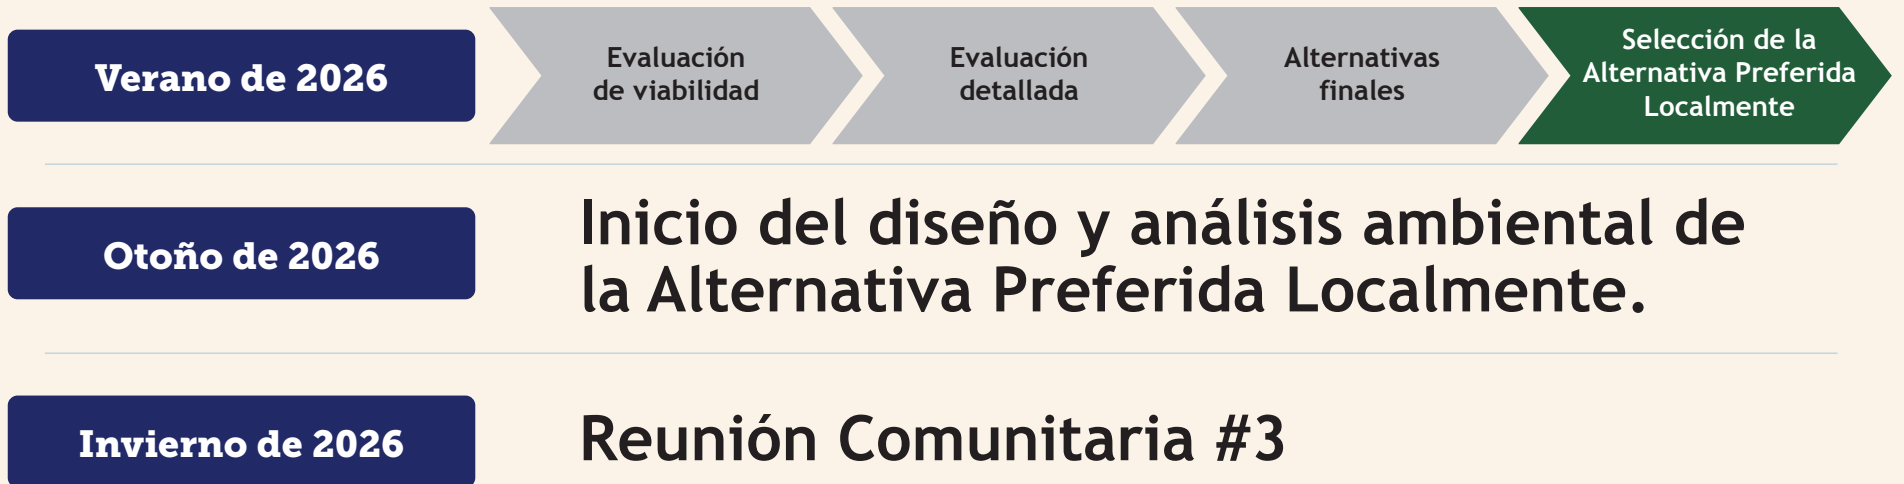 Verano de 2026
Evaluación
de viabilidad
Evaluación
detallada
Alternativas
finales
Selección de la
Alternativa Preferida
Localmente
Otoño de 2026
Inicio del diseño y análisis ambiental de
la Alternativa Preferida Localmente.
Invierno de 2026
Reunión Comunitaria #3